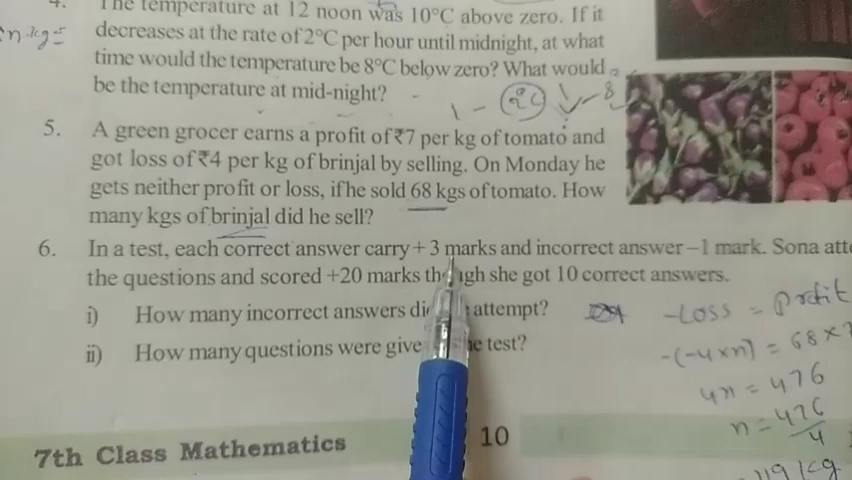 4. The temperature at 12 noon was 10°C above zero. If it
decreases at the rate of 2°C per hour until midnight, at what
time would the temperature be 8°C below zero? What would
be the temperature at mid-night?
5. A green grocer earns a profit of ₹7 per kg of tomato and
got loss of ₹4 per kg of brinjal by selling. On Monday he
gets neither profit or loss, if he sold 68 kgs of tomato. How
many kgs of brinjal did he sell?
6. In a test, each correct answer carry + 3 marks and incorrect answer –1 mark. Sona
the questions and scored +20 marks she got 10 correct answers.
i) How many incorrect answers attempt?
ii) How many questions were test?
-Loss = Profit
-(-4×n) = 68×7
4n = 476
n = 476/4
119 kg
7th Class Mathematics 10